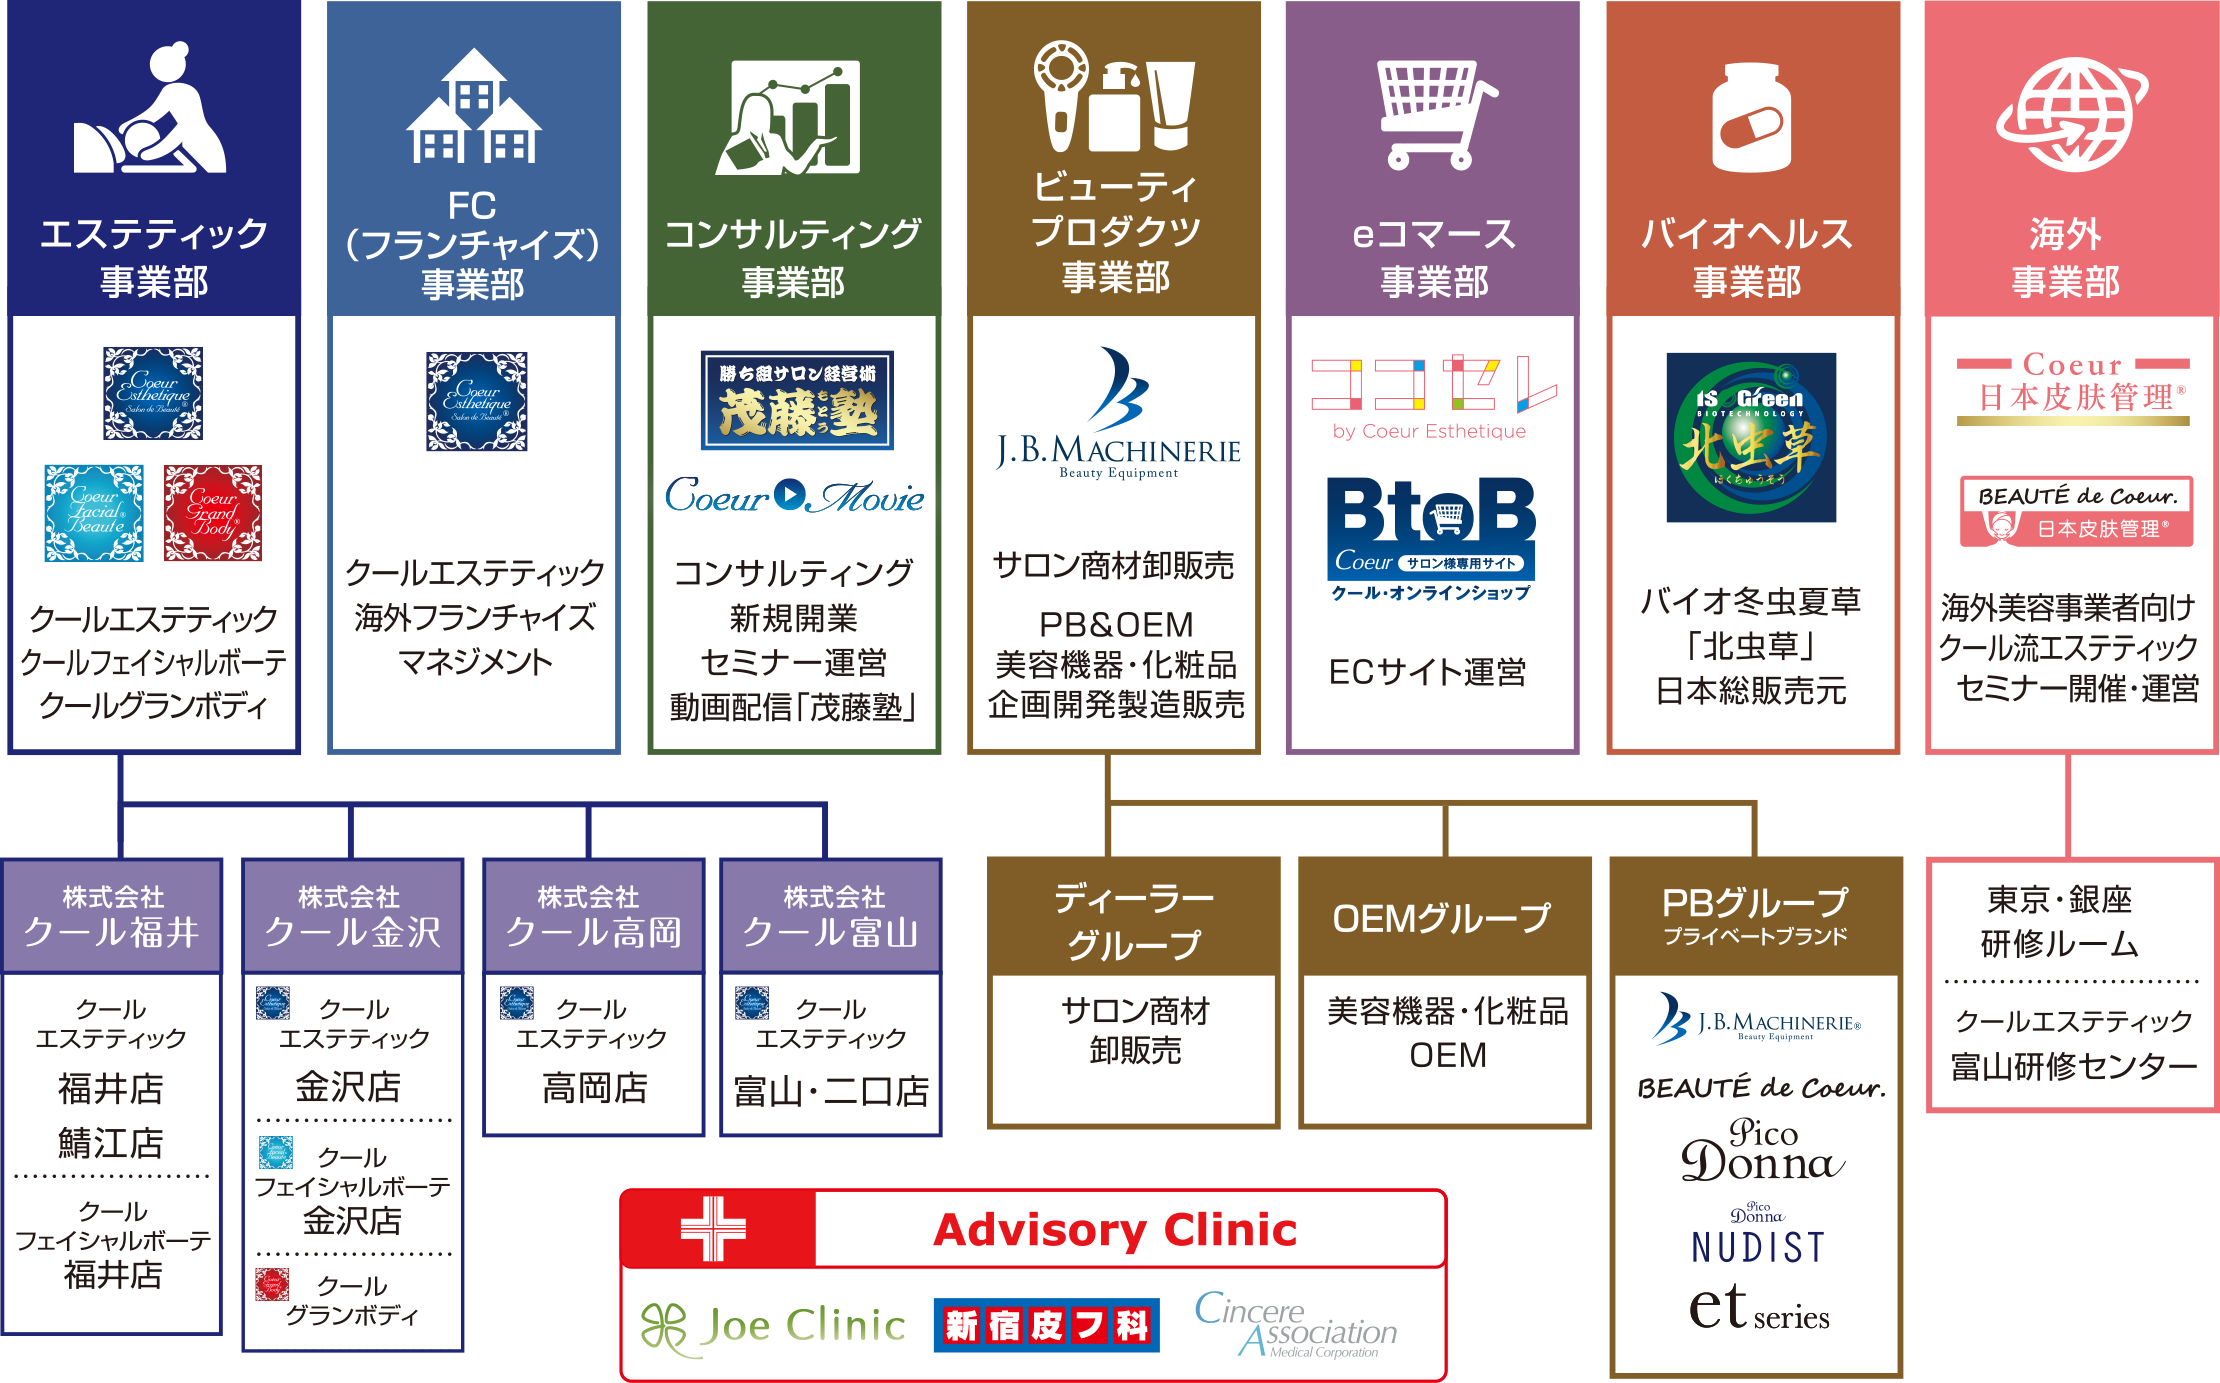 エステティック
事業部
Coeur
Esthetique®
Salon de Beauté
Coeur
Facial®
Beaute
Coeur
Grand
Body®
クールエステティック
クールフェイシャルボーテ
クールグランボディ
FC
（フランチャイズ）
事業部
Coeur
Esthetique
Salon de Beauté®
クールエステティック
海外フランチャイズ
マネジメント
コンサルティング
事業部
勝ち組サロン経営術
茂藤塾
もとう
Coeur Movie
コンサルティング
新規開業
セミナー運営
動画配信「茂藤塾」
ビューティ
プロダクツ
事業部
J.B.MACHINERIE
Beauty Equipment
サロン商材卸販売
PB&OEM
美容機器・化粧品
企画開発製造販売
eコマース
事業部
ココセレ
by Coeur Esthetique
BtoB
Coeur サロン様専用サイト
クール・オンラインショップ
ECサイト運営
バイオヘルス
事業部
is Green
BIOTECHNOLOGY
北虫草
ほくちゅうそう
バイオ冬虫夏草
「北虫草」
日本総販売元
海外
事業部
Coeur
日本皮肤管理®
BEAUTÉ de Coeur.
日本皮肤管理®
海外美容事業者向け
クール流エステティック
セミナー開催・運営
株式会社
クール福井
クール
エステティック
福井店
鯖江店
クール
フェイシャルボーテ
福井店
株式会社
クール金沢
クール
エステティック
金沢店
クール
フェイシャルボーテ
金沢店
クール
グランボディ
株式会社
クール高岡
クール
エステティック
高岡店
株式会社
クール富山
クール
エステティック
富山・二口店
ディーラー
グループ
サロン商材
卸販売
OEMグループ
美容機器・化粧品
OEM
PBグループ
プライベートブランド
J.B.MACHINERIE®
Beauty Equipment
BEAUTÉ de Coeur.
Pico
Donna
Pico
Donna
NUDIST
et series
東京・銀座
研修ルーム
クールエステティック
富山研修センター
Advisory Clinic
Joe Clinic
新宿皮フ科
Cincere
Association
Medical Corporation